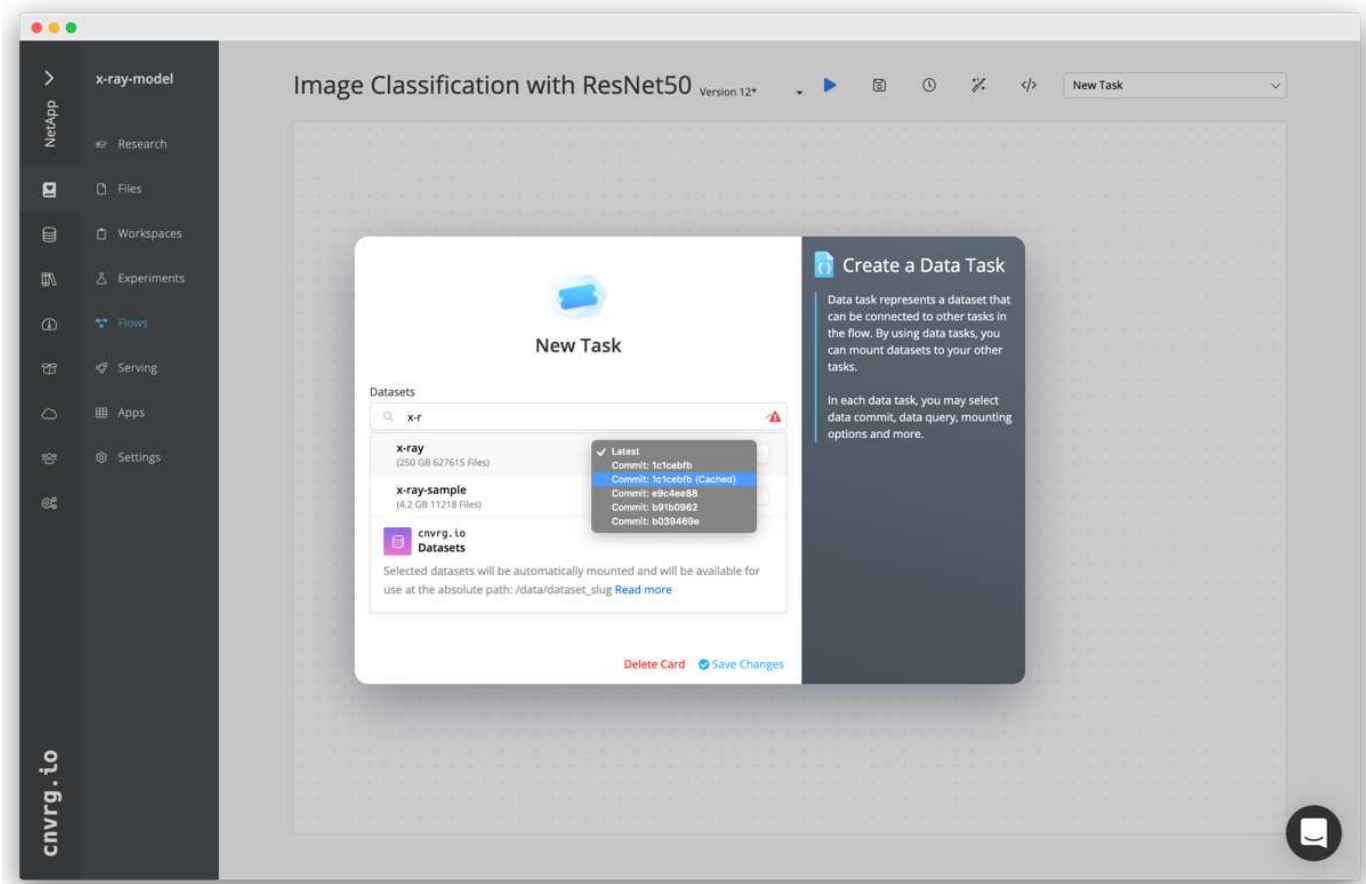 NetApp
cnvrg.io
x-ray-model
Research
Files
Workspaces
Experiments
Flows
Serving
Apps
Settings
Image Classification with ResNet50 Version 12*
</>
New Task
New Task
Datasets
x-r
x-ray
(250 GB 627615 Files)
x-ray-sample
(4.2 GB 11218 Files)
✓ Latest
Commit: 1c1cebfb
Commit: 1c1cebfb (Cached)
Commit: e9c4ee88
Commit: b91b0962
Commit: b039469e
cnvrg.io
Datasets
Selected datasets will be automatically mounted and will be available for
use at the absolute path: /data/dataset_slug Read more
Delete Card Save Changes
Create a Data Task
Data task represents a dataset that
can be connected to other tasks in
the flow. By using data tasks, you
can mount datasets to your other
tasks.
In each data task, you may select
data commit, data query, mounting
options and more.